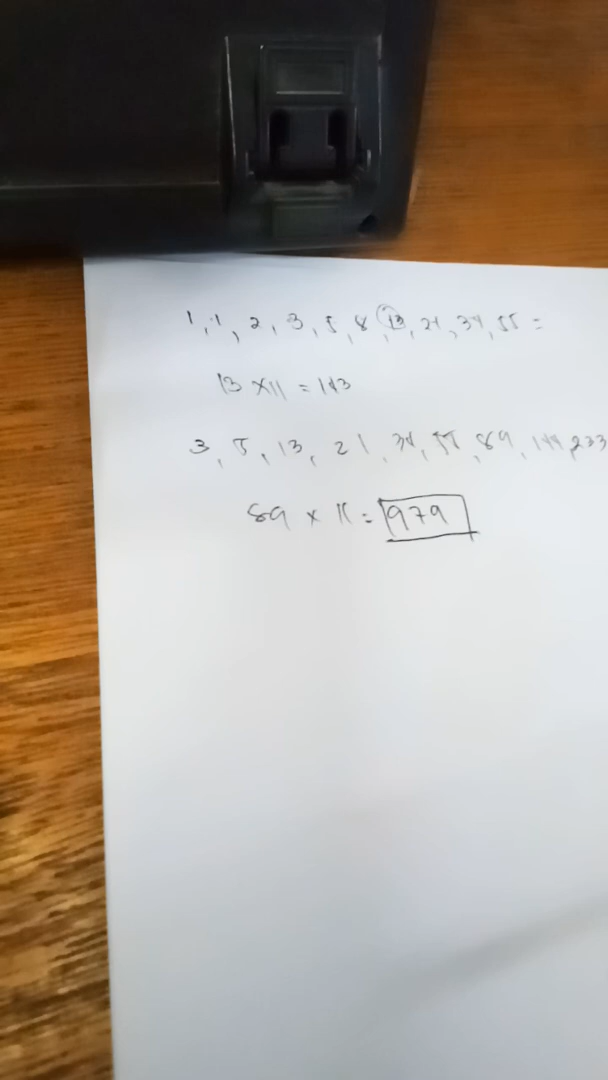 1, 1, 2, 3, 5, 8, 13, 21, 34, 55 =
13 × 11 = 143
3, 5, 13, 21, 34, 55, 89, 144, 233
89 × 11 = 979